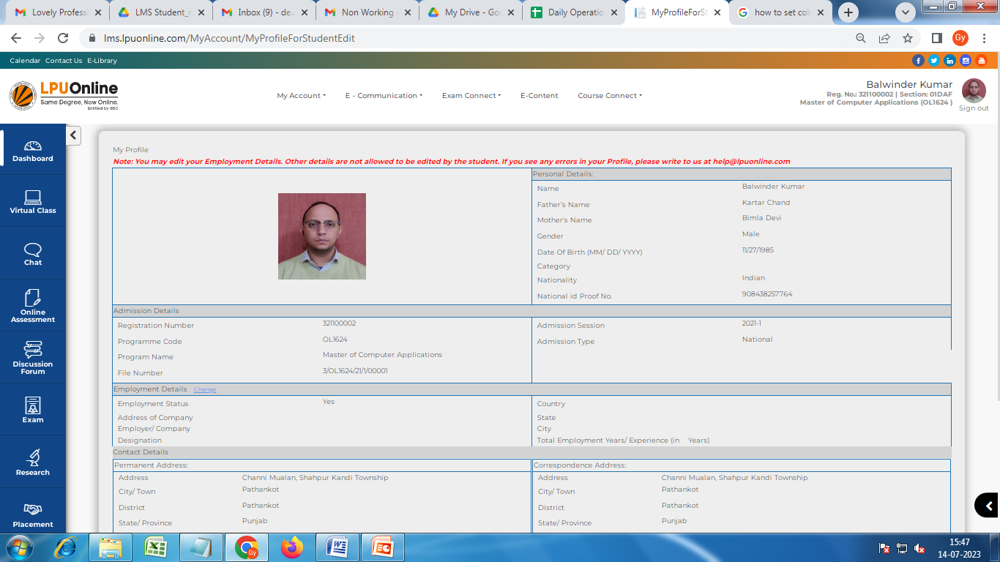 Lovely Profess
LMS Student_r
Inbox (9) - de.
Non Working
My Drive - Goo
Daily Operatio
MyProfileForSt
how to set col
lms.lpuonline.com/MyAccount/MyProfileForStudentEdit
Gy
Calendar Contact Us E-Library
LPUOnline
Same Degree, Now Online.
Entitled by UGC
My Account
E - Communication
Exam Connect
E-Content
Course Connect
Balwinder Kumar
Reg. No.: 321100002 | Section: 01DAF
Master of Computer Applications (OL1624 )
Sign out
Dashboard
Virtual Class
Chat
Online
Assessment
Discussion
Forum
Exam
Research
Placement
My Profile
Note: You may edit your Employment Details. Other details are not allowed to be edited by the student. If you see any errors in your Profile, please write to us at help@lpuonline.com
Personal Details:
Name Balwinder Kumar
Father's Name Kartar Chand
Mother's Name Bimla Devi
Gender Male
Date Of Birth (MM/ DD/ YYYY) 11/27/1985
Category
Nationality Indian
National id Proof No. 908438257764
Admission Details
Registration Number 321100002 Admission Session 2021-1
Programme Code OL1624 Admission Type National
Program Name Master of Computer Applications
File Number 3/OL1624/21/1/00001
Employment Details Change
Employment Status Yes Country
Address of Company State
Employer/ Company City
Designation Total Employment Years/ Experience (in Years)
Contact Details
Permanent Address: Correspondence Address:
Address Channi Mualan, Shahpur Kandi Township Address Channi Mualan, Shahpur Kandi Township
City/ Town Pathankot City/ Town Pathankot
District Pathankot District Pathankot
State/ Province Punjab State/ Province Punjab
Gy
15:47
14-07-2023